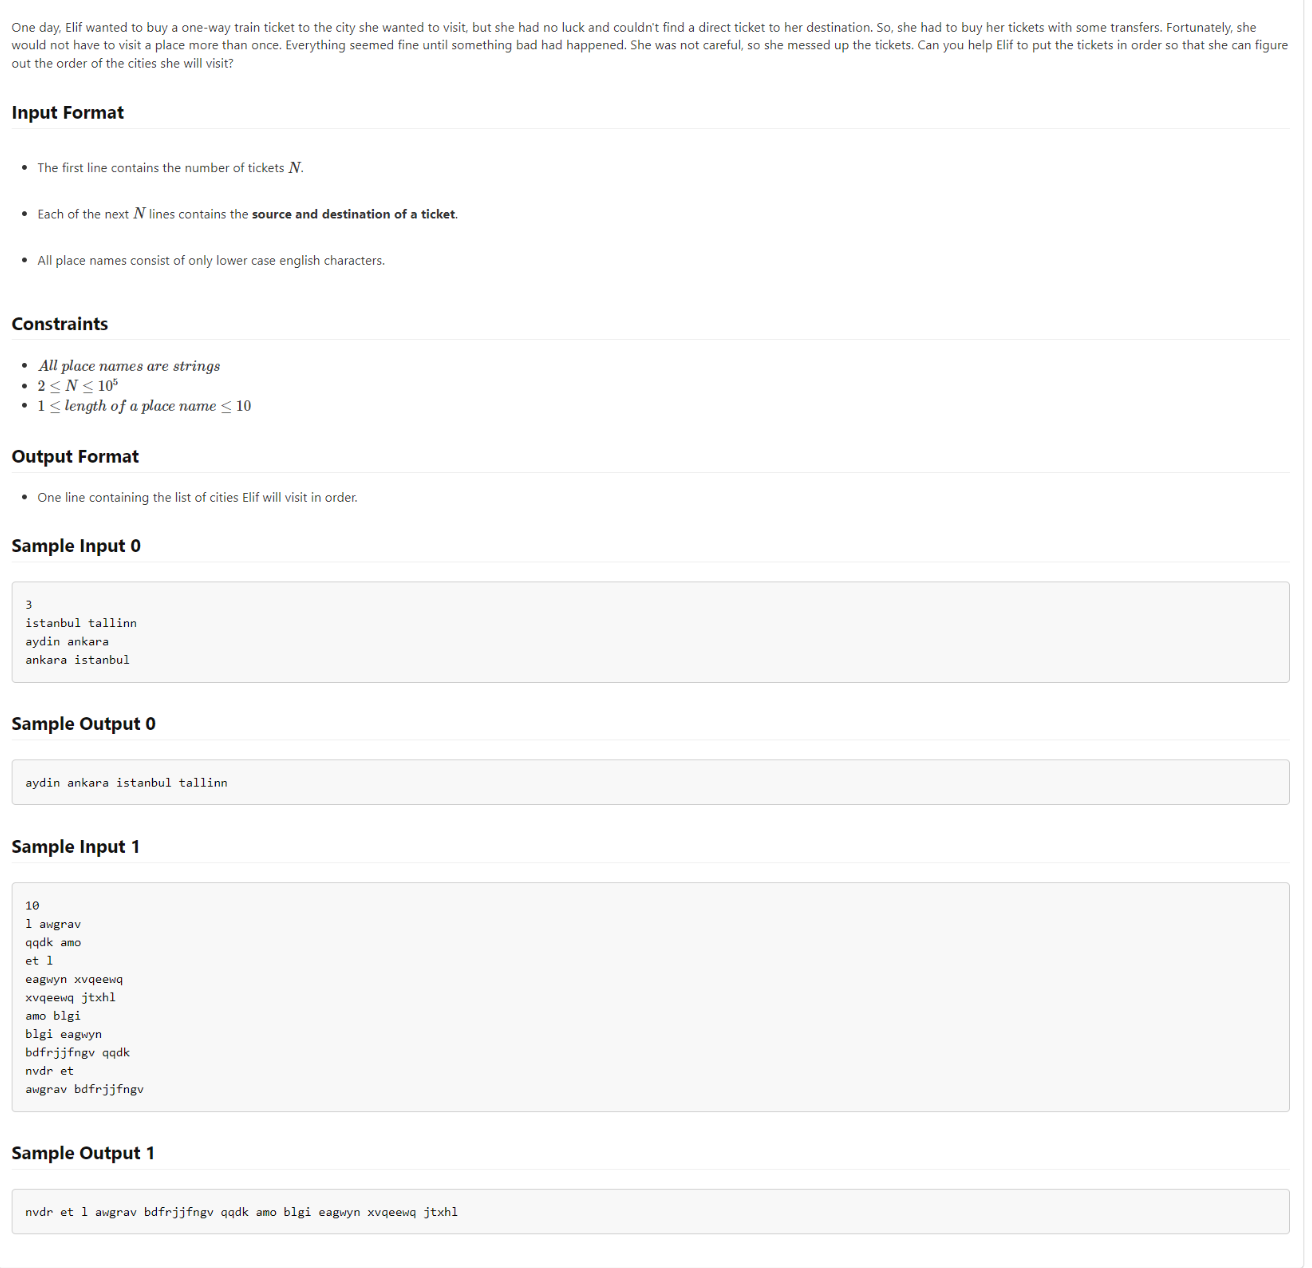 One day, Elif wanted to buy a one-way train ticket to the city she wanted to visit, but she had no luck and couldn't find a direct ticket to her destination. So, she had to buy her tickets with some transfers. Fortunately, she
would not have to visit a place more than once. Everything seemed fine until something bad had happened. She was not careful, so she messed up the tickets. Can you help Elif to put the tickets in order so that she can figure
out the order of the cities she will visit?
Input Format
• The first line contains the number of tickets N.
• Each of the next N lines contains the source and destination of a ticket.
• All place names consist of only lower case english characters.
Constraints
• All place names are strings
• 2 ≤ N ≤ 10⁵
• 1 ≤ length of a place name ≤ 10
Output Format
• One line containing the list of cities Elif will visit in order.
Sample Input 0
3
istanbul tallinn
aydin ankara
ankara istanbul
Sample Output 0
aydin ankara istanbul tallinn
Sample Input 1
10
l awgrav
qqdk amo
et l
eagwyn xvqeewq
xvqeewq jtxhl
amo blgi
blgi eagwyn
bdfrjjfngv qqdk
nvdr et
awgrav bdfrjjfngv
Sample Output 1
nvdr et l awgrav bdfrjjfngv qqdk amo blgi eagwyn xvqeewq jtxhl